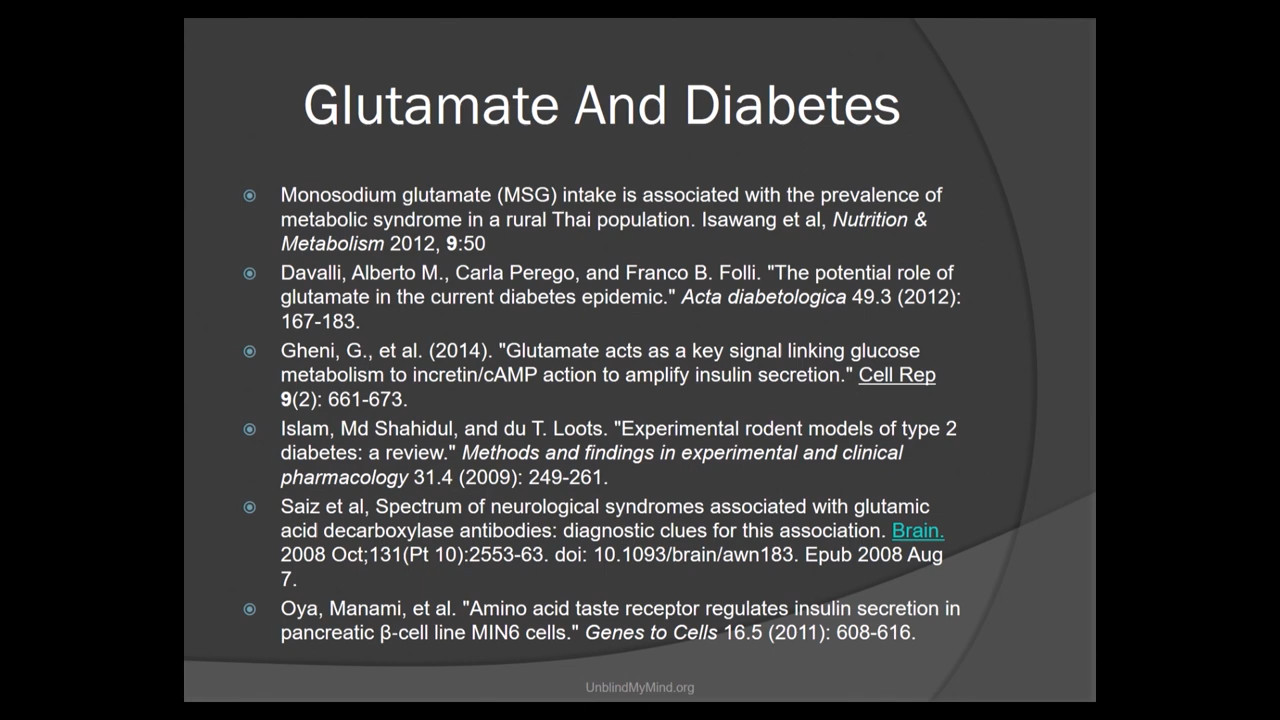 Glutamate And Diabetes
Monosodium glutamate (MSG) intake is associated with the prevalence of
metabolic syndrome in a rural Thai population. Isawang et al, Nutrition &
Metabolism 2012, 9:50
Davalli, Alberto M., Carla Perego, and Franco B. Folli. "The potential role of
glutamate in the current diabetes epidemic." Acta diabetologica 49.3 (2012):
167-183.
Gheni, G., et al. (2014). "Glutamate acts as a key signal linking glucose
metabolism to incretin/cAMP action to amplify insulin secretion." Cell Rep
9(2): 661-673.
Islam, Md Shahidul, and du T. Loots. "Experimental rodent models of type 2
diabetes: a review." Methods and findings in experimental and clinical
pharmacology 31.4 (2009): 249-261.
Saiz et al, Spectrum of neurological syndromes associated with glutamic
acid decarboxylase antibodies: diagnostic clues for this association. Brain.
2008 Oct;131(Pt 10):2553-63. doi: 10.1093/brain/awn183. Epub 2008 Aug
7.
Oya, Manami, et al. "Amino acid taste receptor regulates insulin secretion in
pancreatic β-cell line MIN6 cells." Genes to Cells 16.5 (2011): 608-616.
UnblindMyMind.org